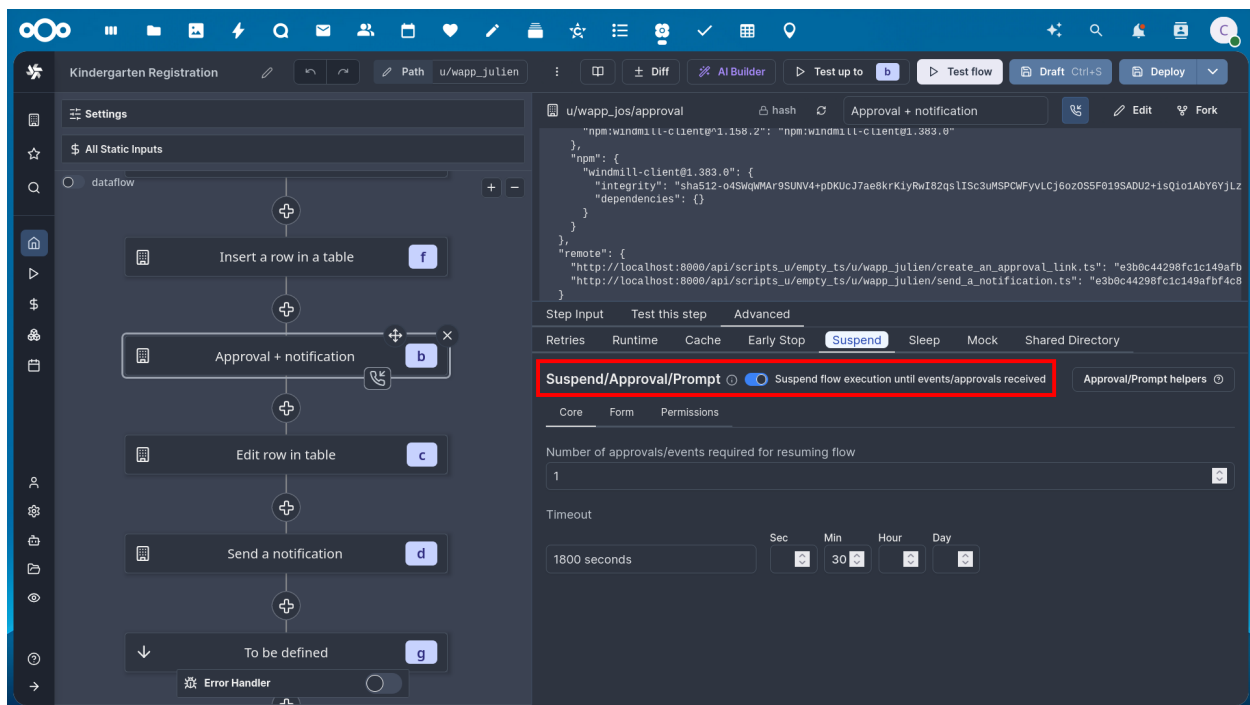 C
Kindergarten Registration
Path u/wapp_julien
Diff
AI Builder
Test up to b
Test flow
Draft Ctrl+S
Deploy
Settings
$ All Static Inputs
dataflow
Insert a row in a table f
Approval + notification b
Edit row in table c
Send a notification d
To be defined g
Error Handler
u/wapp_jos/approval
hash
Approval + notification
Edit
Fork
"npm:windmill-client@^1.158.2": "npm:windmill-client@1.383.0"
},
"npm": {
"windmill-client@1.383.0": {
"integrity": "sha512-o4SWqWMAr9SUNV4+pDKUcJ7ae8krKiyRwI82qslISc3uMSPCWFyvLCj6ozOS5F019SADU2+isQio1AbY6YjLz
"dependencies": {}
}
}
},
"remote": {
"http://localhost:8000/api/scripts_u/empty_ts/u/wapp_julien/create_an_approval_link.ts": "e3b0c44298fc1c149afb
"http://localhost:8000/api/scripts_u/empty_ts/u/wapp_julien/send_a_notification.ts": "e3b0c44298fc1c149afbf4c8
}
Step Input Test this step Advanced
Retries Runtime Cache Early Stop Suspend Sleep Mock Shared Directory
Suspend/Approval/Prompt Suspend flow execution until events/approvals received
Approval/Prompt helpers
Core Form Permissions
Number of approvals/events required for resuming flow
1
Timeout
Sec Min Hour Day
1800 seconds 30